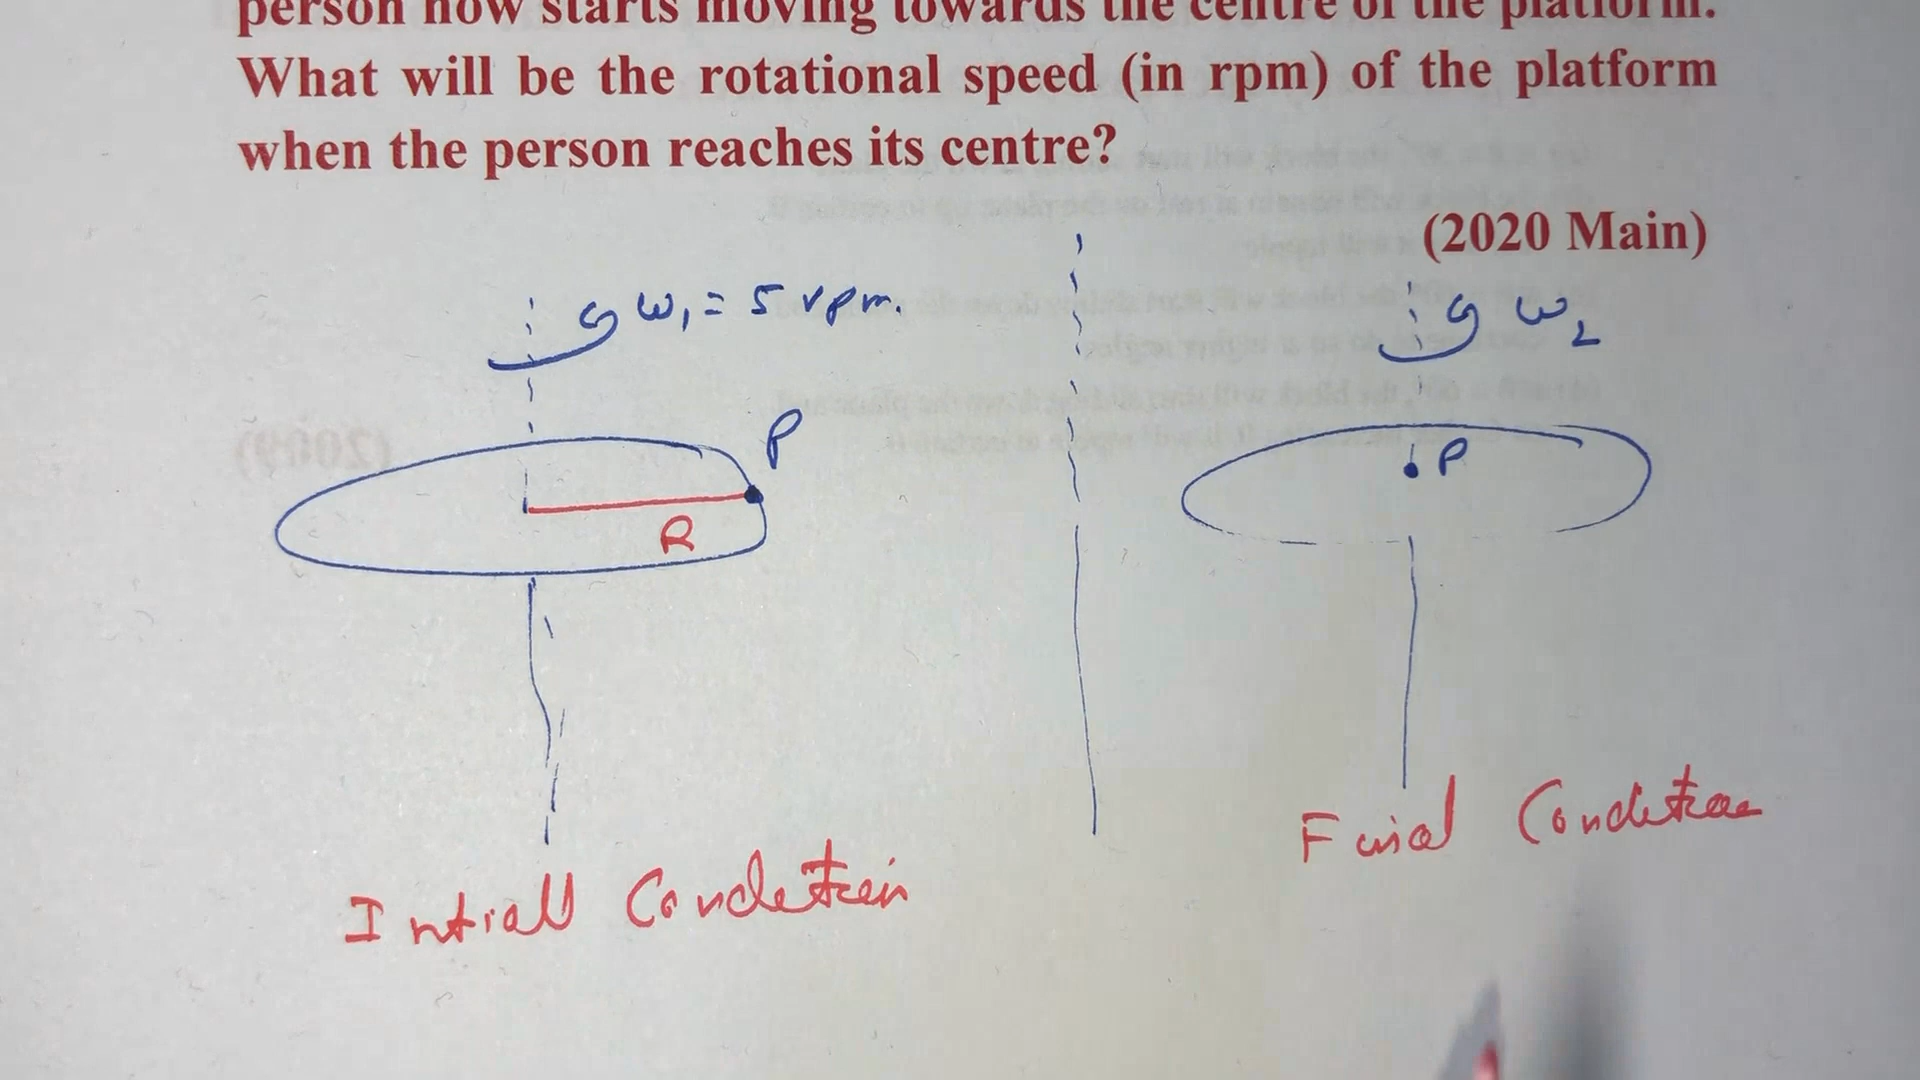 person now starts moving towards the centre of the platform.
What will be the rotational speed (in rpm) of the platform
when the person reaches its centre?
(2020 Main)
ω₁ = 5 rpm.
ω₂
P
P
R
Final Condition
Intiall Condition